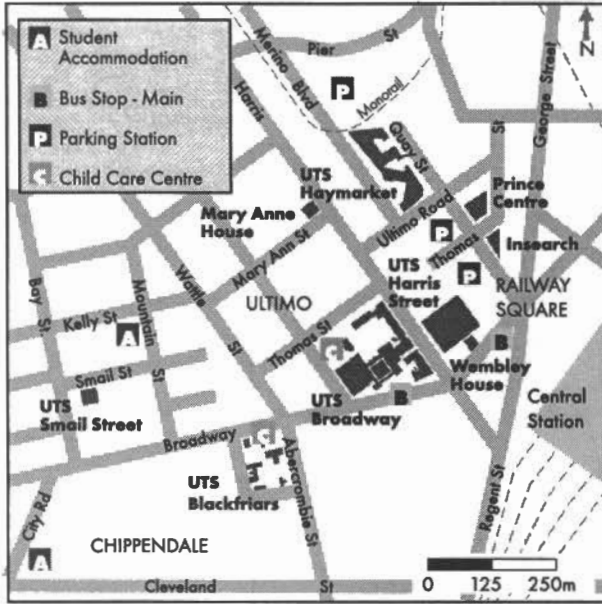 A Student
Accommodation
B Bus Stop - Main
P Parking Station
C Child Care Centre
Pier St
N
Merino Blvd
P
Monorail
George Street
Harris
St
Quay St
UTS
Haymarket
Prince
Centre
Mary Anne
House
Ultimo Road
P
Thomas
Insearch
Mary Ann St
UTS
Harris
Street
P
RAILWAY
SQUARE
Bay St
Mountain St
Wattle St
ULTIMO
Kelly St
A
Thomas St
C
B
Wembley
House
Smail St
UTS
Smail Street
UTS
Broadway
B
Central
Station
Broadway
C
Abercrombie St
UTS
Blackfriars
Regent St
City Rd
CHIPPENDALE
A
Cleveland St
0 125 250m